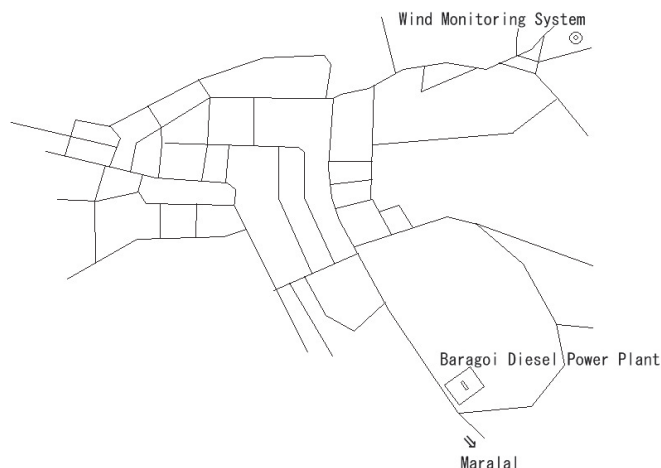 Wind Monitoring System
Baragoi Diesel Power Plant
Maralal